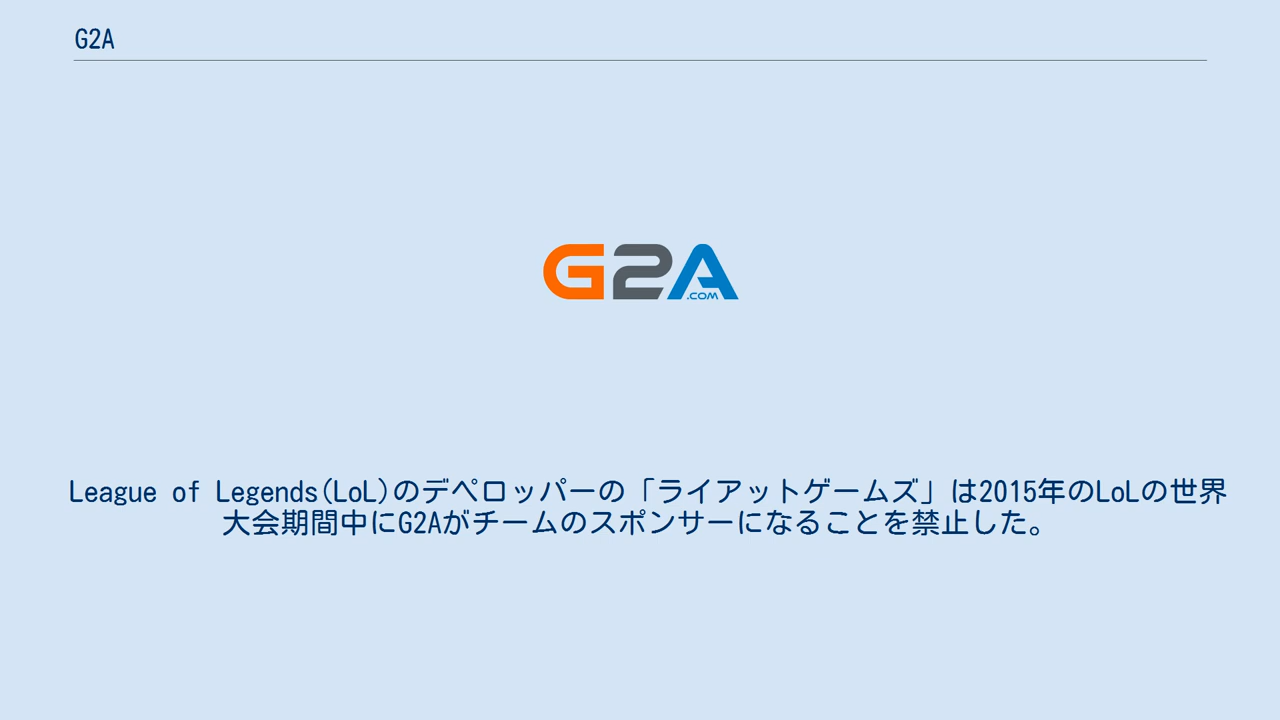 G2A
G2A
.COM
League of Legends(LoL)のデペロッパーの「ライアットゲームズ」は2015年のLoLの世界
大会期間中にG2Aがチームのスポンサーになることを禁止した。